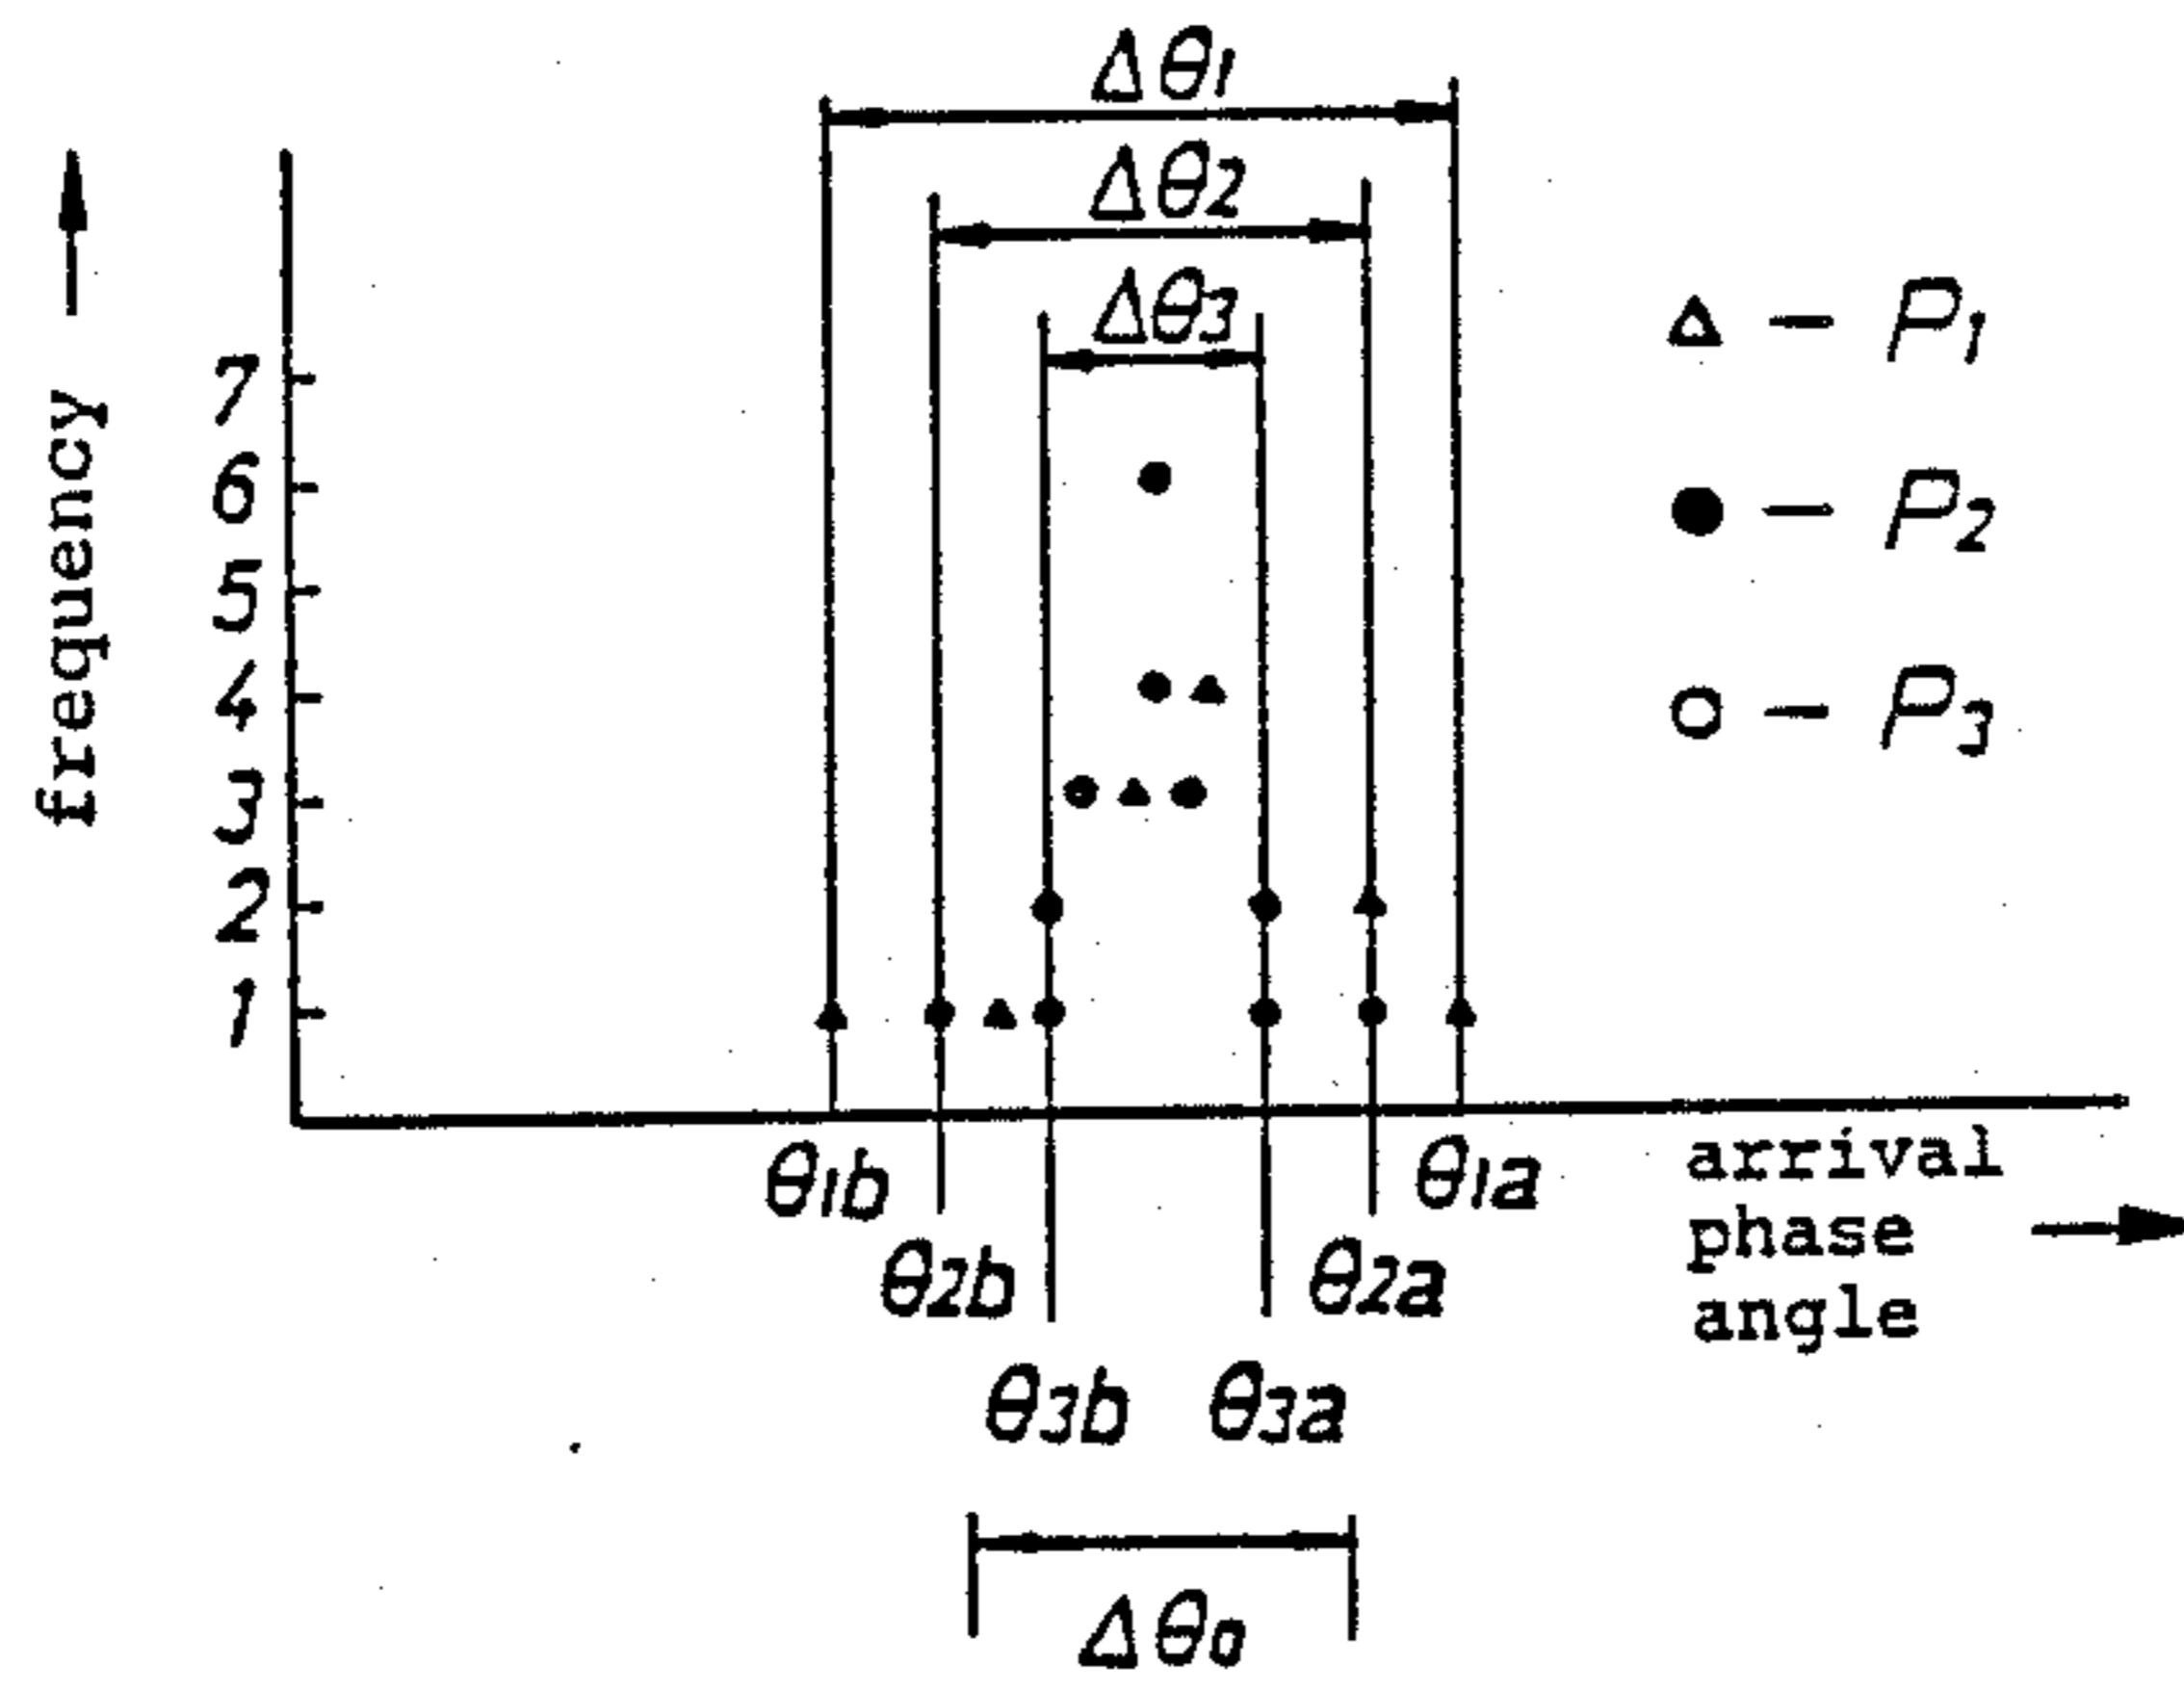 Δθ1
Δθ2
Δθ3
frequency
7
6
5
4
3
2
1
△ - P1
● - P2
○ - P3
θ1b
θ1a
θ2b
θ2a
θ3b
θ3a
arrival
phase
angle
Δθ0